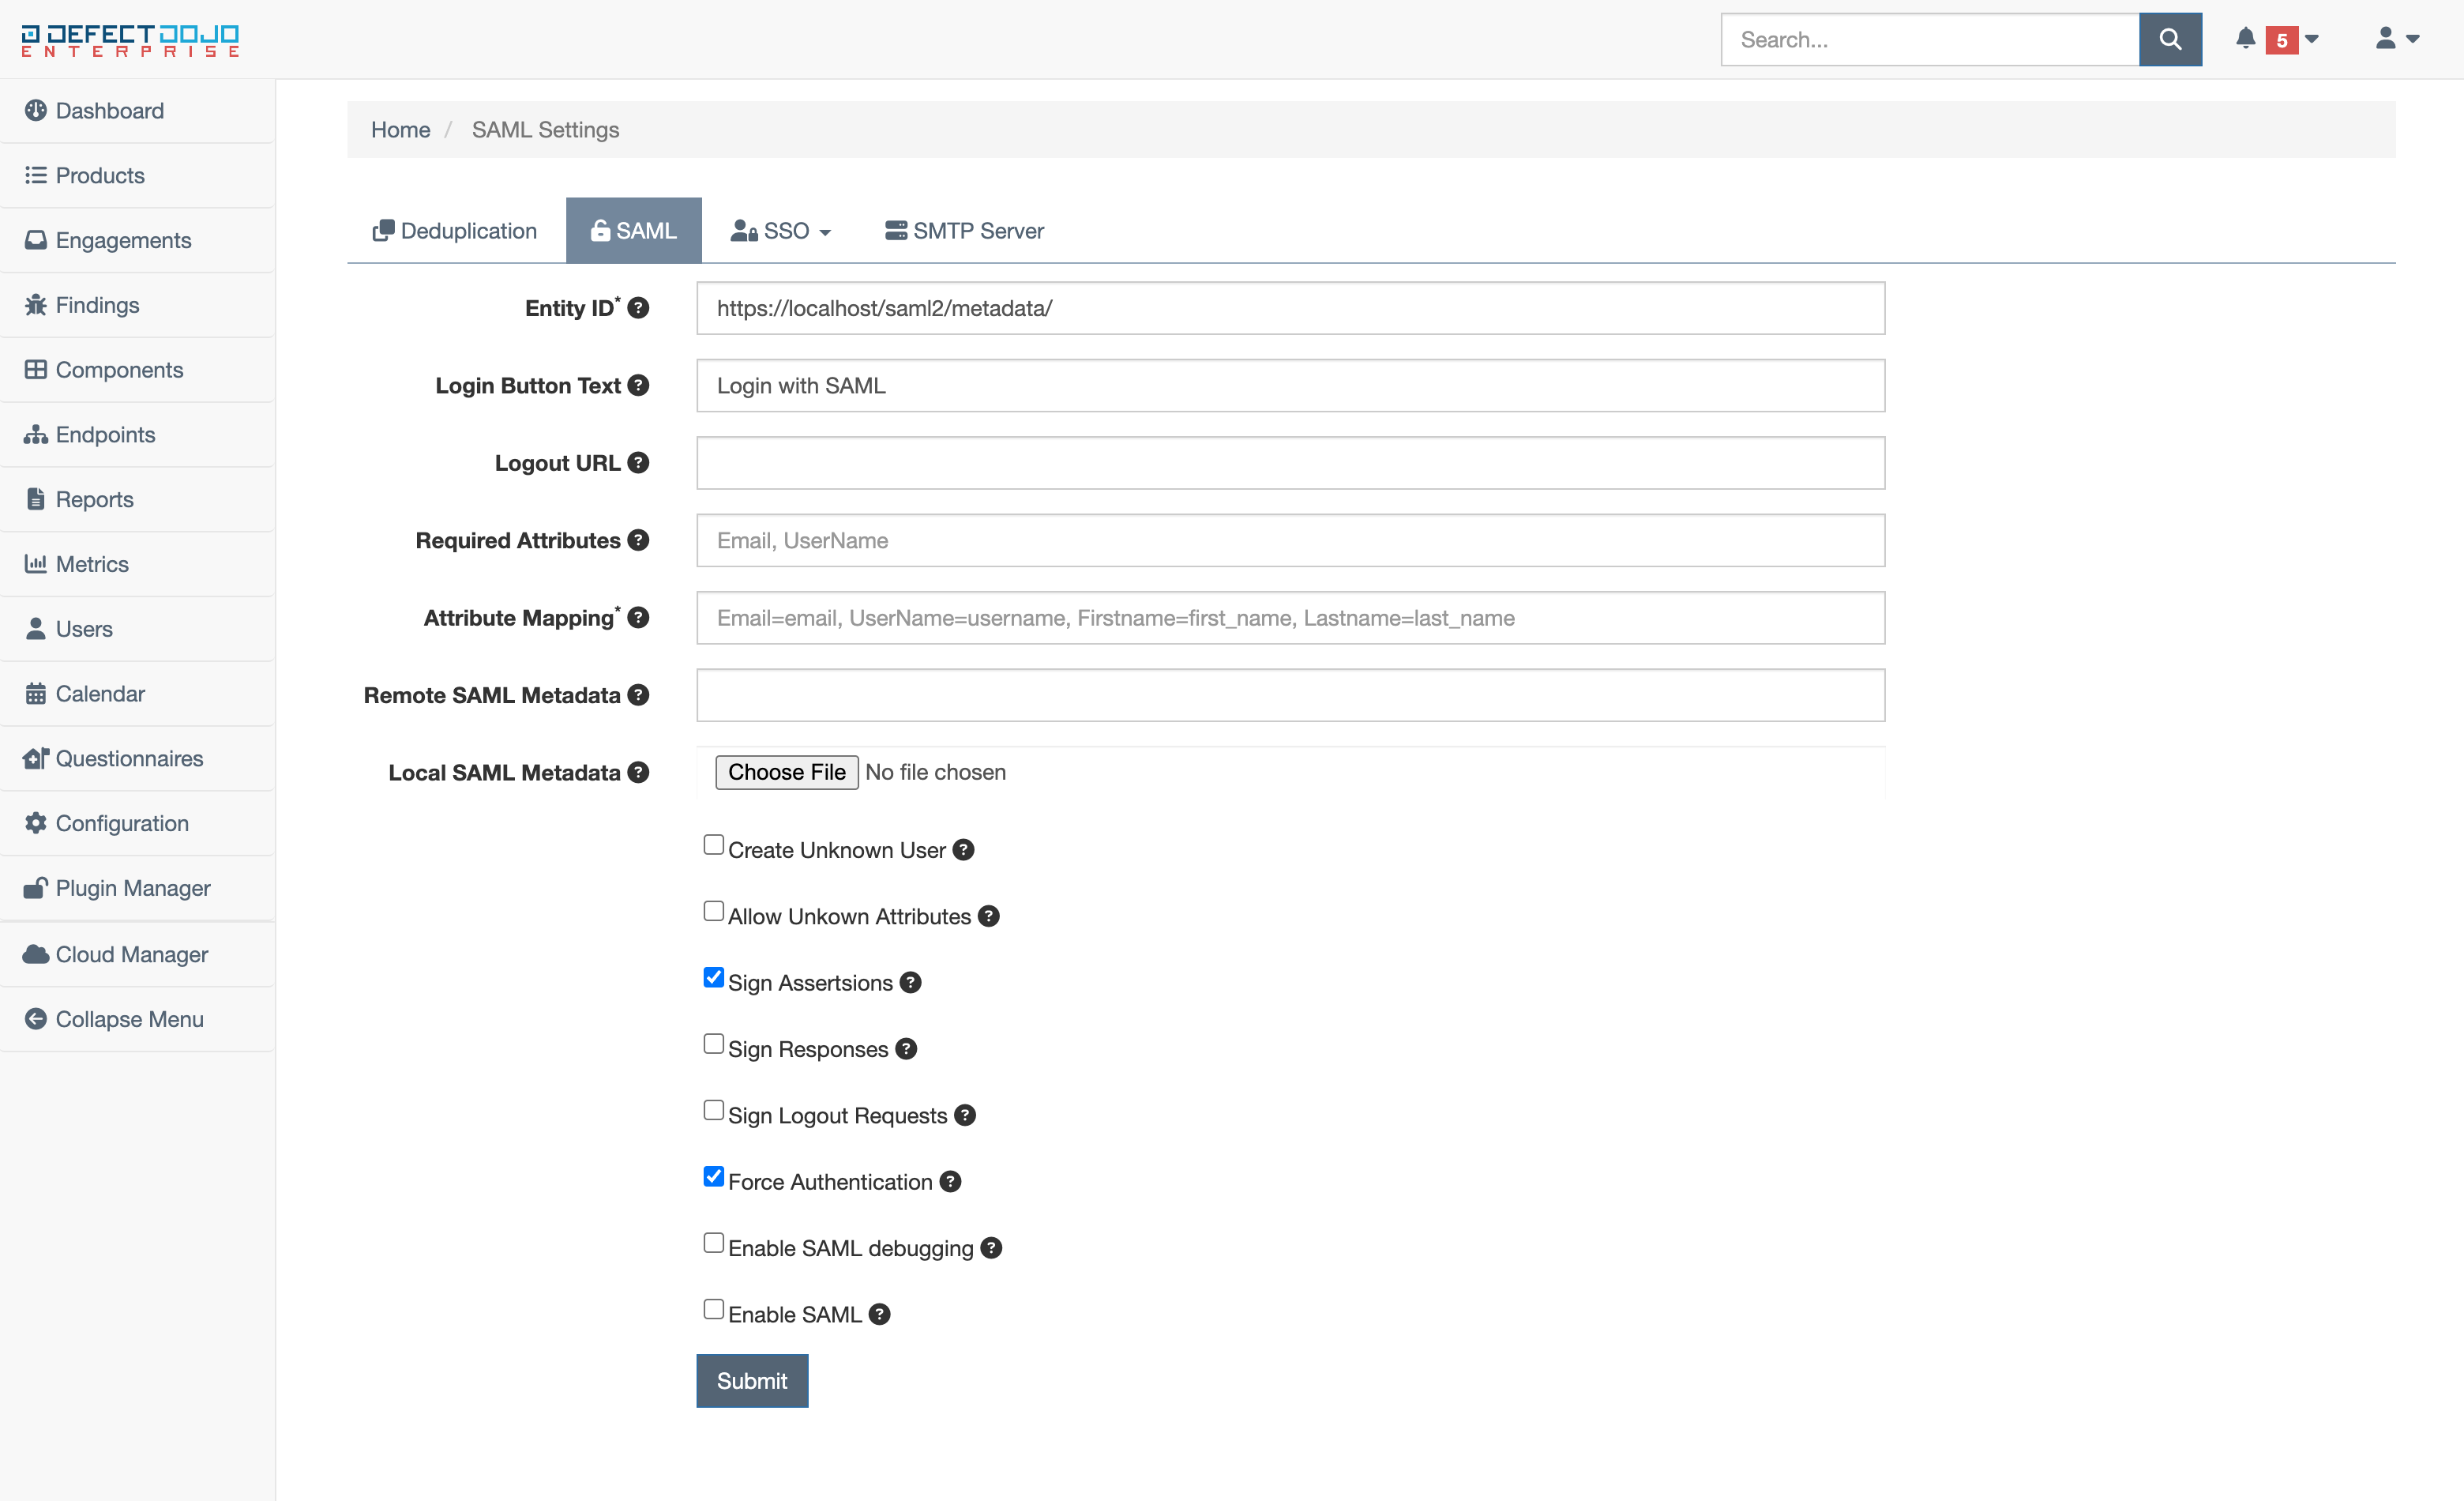 DEFECTDOJO
ENTERPRISE
Search...
5
Dashboard
Products
Engagements
Findings
Components
Endpoints
Reports
Metrics
Users
Calendar
Questionnaires
Configuration
Plugin Manager
Cloud Manager
Collapse Menu
Home / SAML Settings
Deduplication SAML SSO SMTP Server
Entity ID* ? https://localhost/saml2/metadata/
Login Button Text ? Login with SAML
Logout URL ?
Required Attributes ? Email, UserName
Attribute Mapping* ? Email=email, UserName=username, Firstname=first_name, Lastname=last_name
Remote SAML Metadata ?
Local SAML Metadata ? Choose File No file chosen
Create Unknown User ?
Allow Unkown Attributes ?
Sign Assertsions ?
Sign Responses ?
Sign Logout Requests ?
Force Authentication ?
Enable SAML debugging ?
Enable SAML ?
Submit